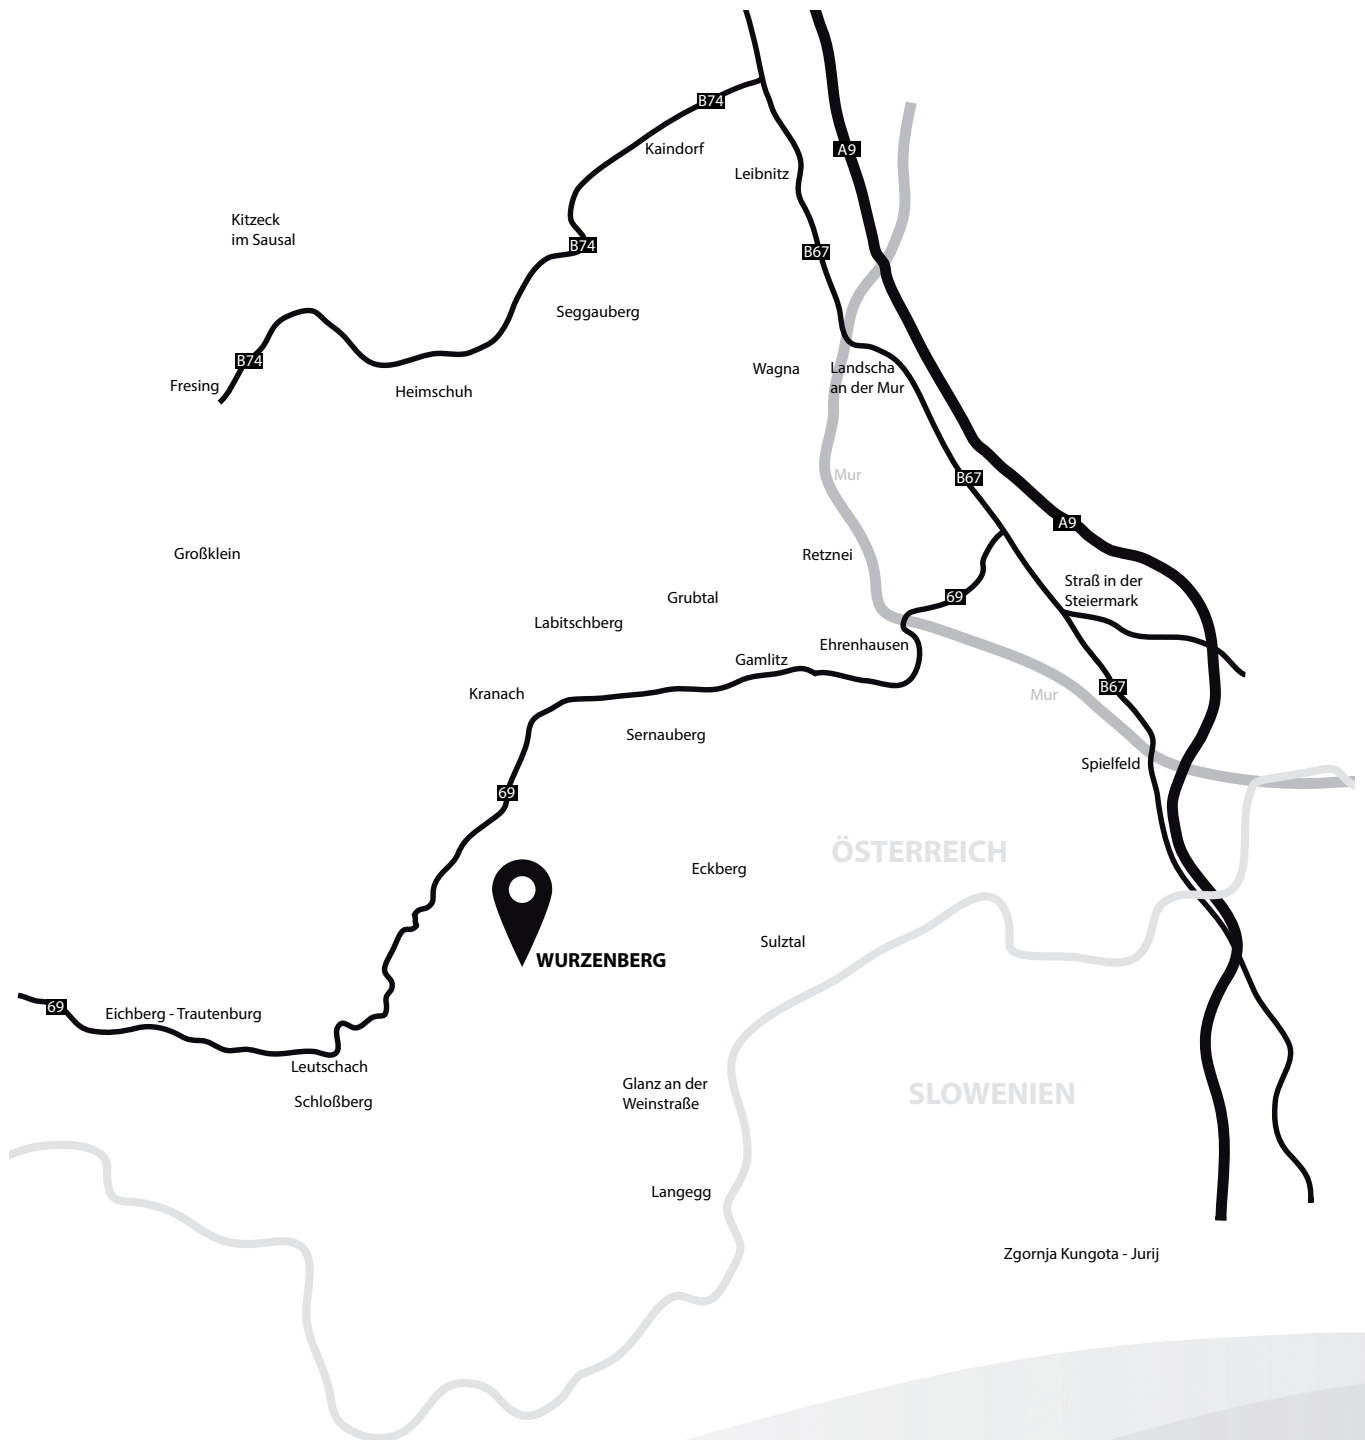 B74
Kaindorf
A9
Leibnitz
Kitzeck
im Sausal
B74
B67
Seggauberg
B74
Fresing
Heimschuh
Wagna
Landscha
an der Mur
Mur
B67
A9
Großklein
Retznei
Straß in der
Steiermark
Grubtal
69
Labitschberg
Ehrenhausen
Gamlitz
Kranach
B67
Mur
Sernauberg
Spielfeld
69
ÖSTERREICH
Eckberg
Sulztal
WURZENBERG
69
Eichberg - Trautenburg
Leutschach
Schloßberg
Glanz an der
Weinstraße
SLOWENIEN
Langegg
Zgornja Kungota - Jurij